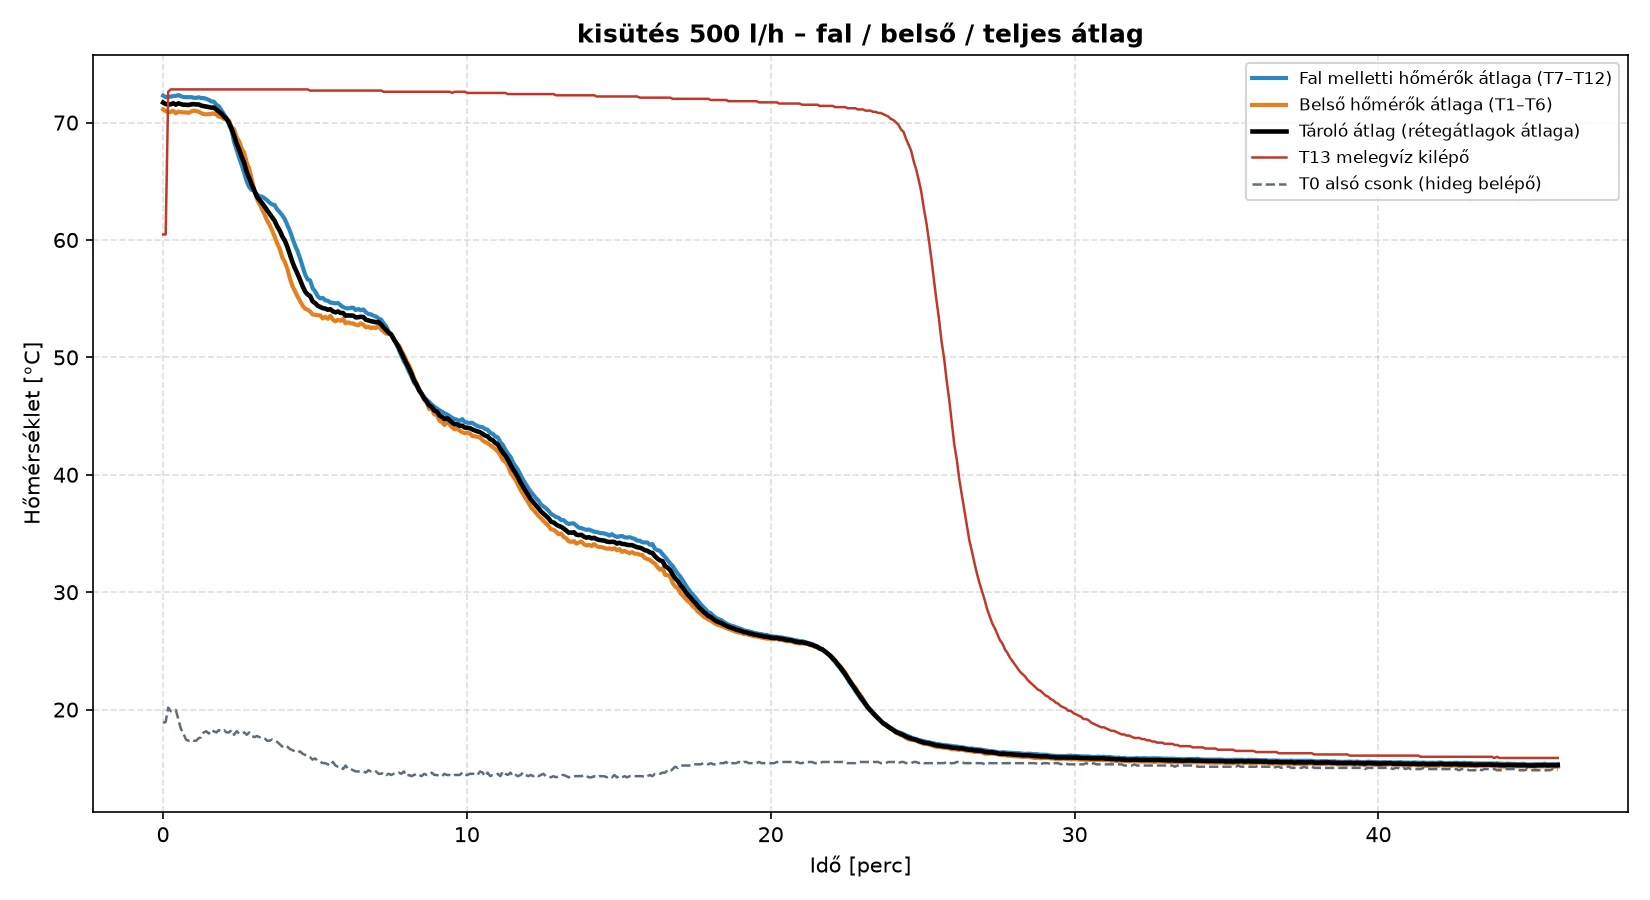 kisütés 500 l/h – fal / belső / teljes átlag
Fal melletti hőmérők átlaga (T7–T12)
Belső hőmérők átlaga (T1–T6)
Tároló átlag (rétegátlagok átlaga)
T13 melegvíz kilépő
T0 alsó csonk (hideg belépő)
Hőmérséklet [°C]
70
60
50
40
30
20
0
10
20
30
40
Idő [perc]